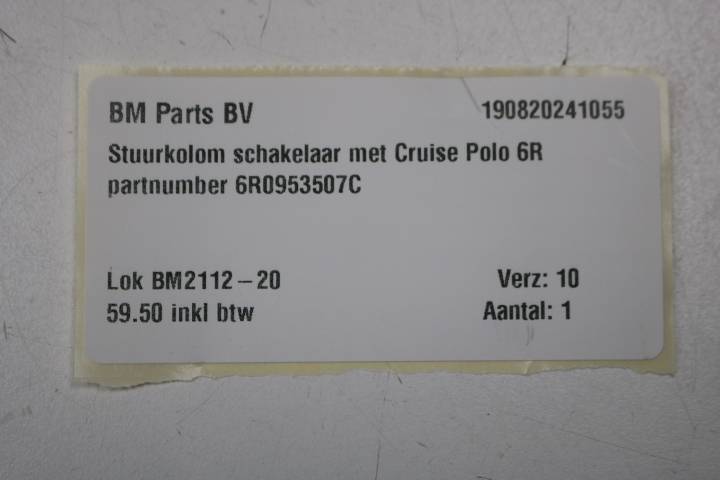 BM Parts BV 190820241055
Stuurkolom schakelaar met Cruise Polo 6R
partnumber 6R0953507C
Lok BM2112-20 Verz: 10
59.50 inkl btw Aantal: 1